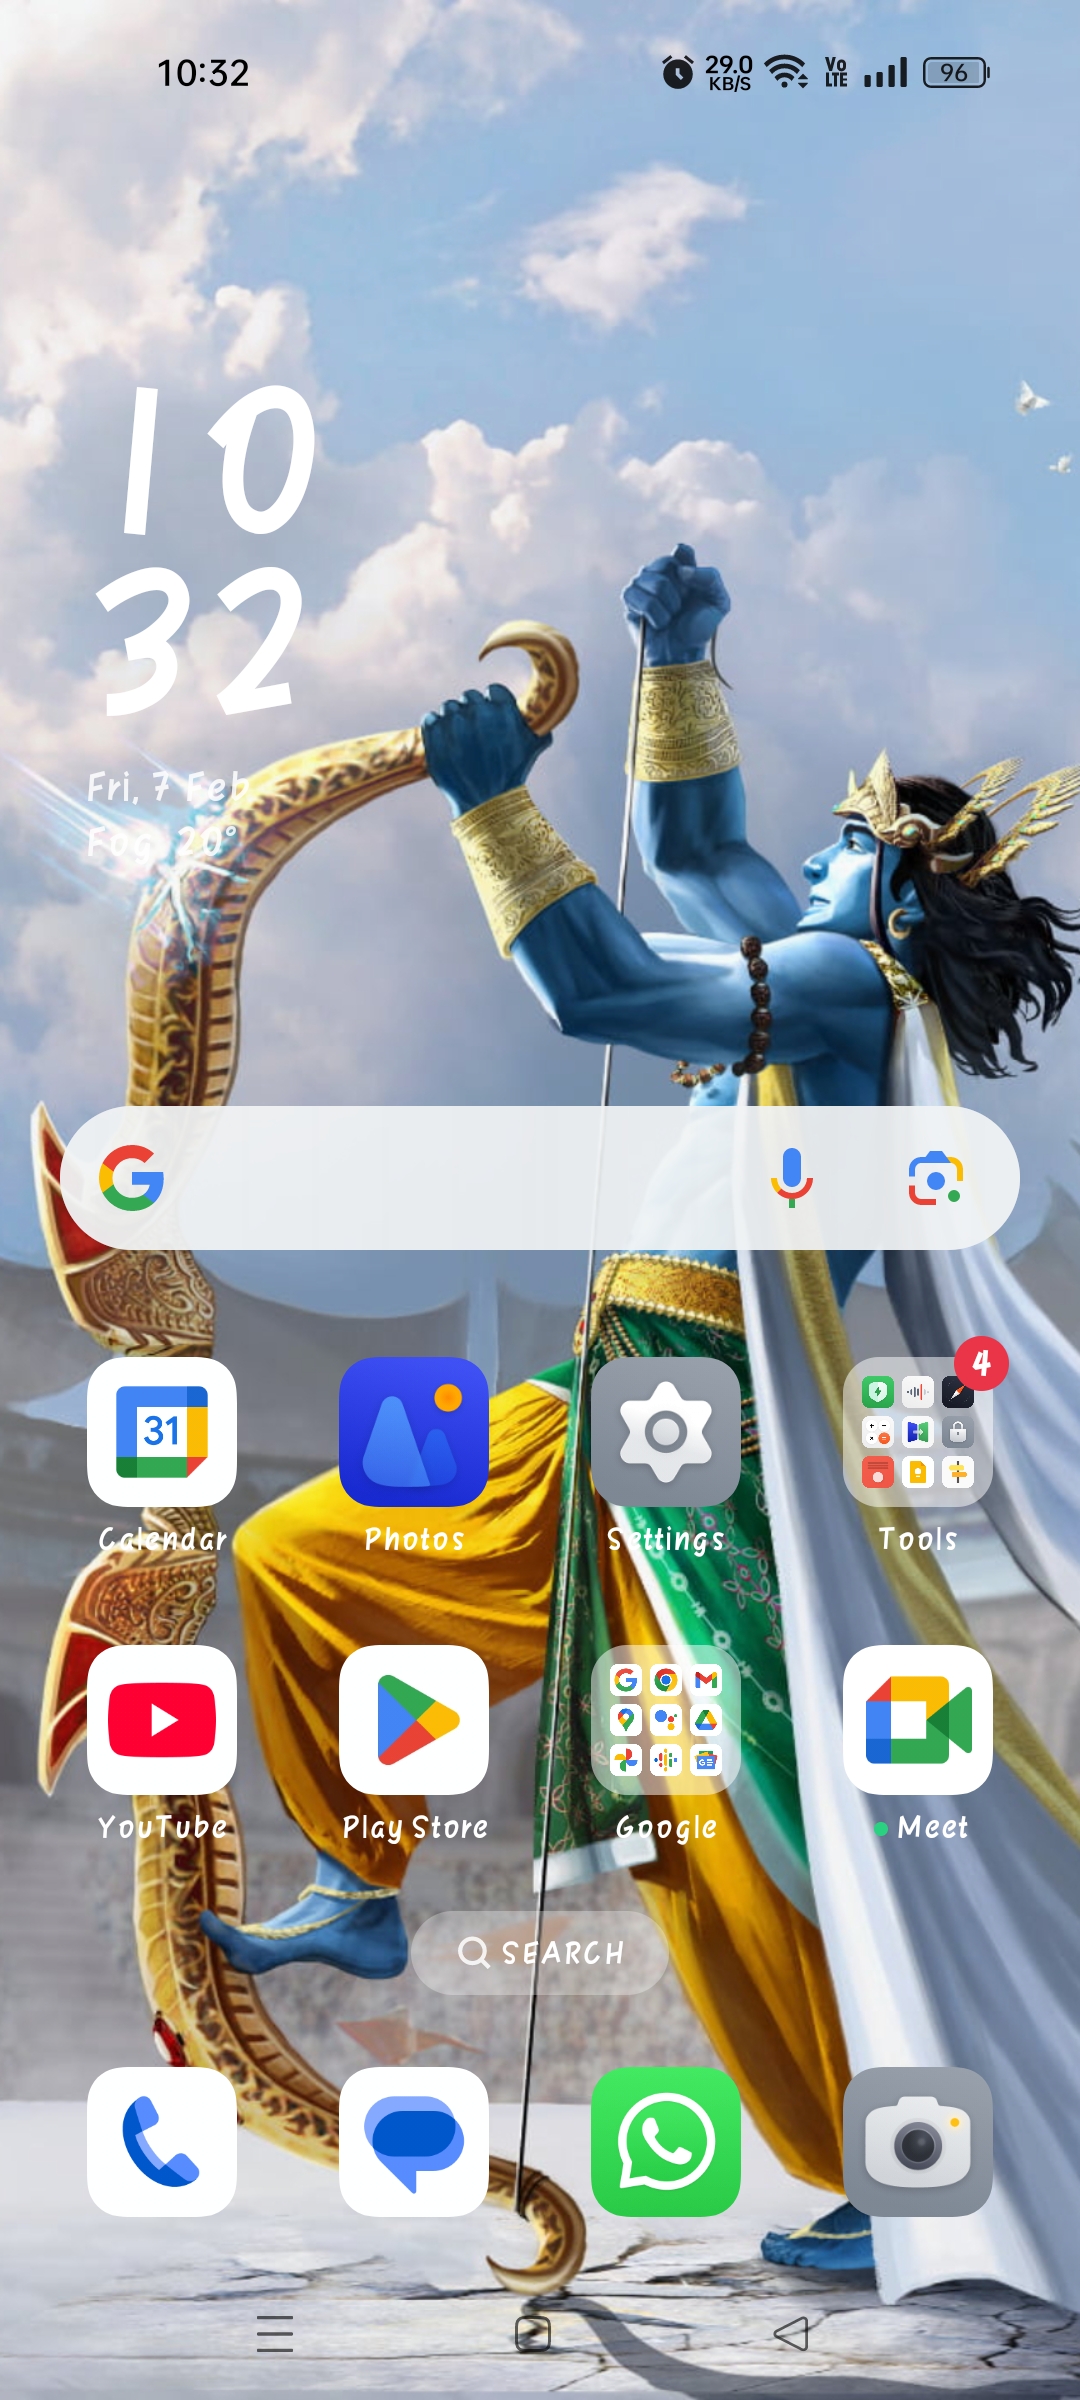 10:32
29.0
KB/S
Vo
LTE
96
10
32
Fri, 7 Feb
Fog 20°
31
4
Calendar
Photos
Settings
Tools
YouTube
Play Store
Google
Meet
SEARCH